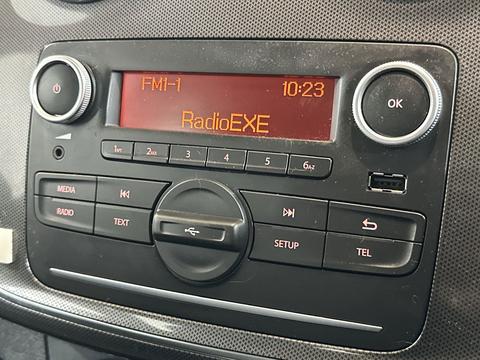 FM1-1 10:23
RadioEXE
OK
1 2 3 4 5 6
MEDIA
RADIO TEXT
SETUP TEL